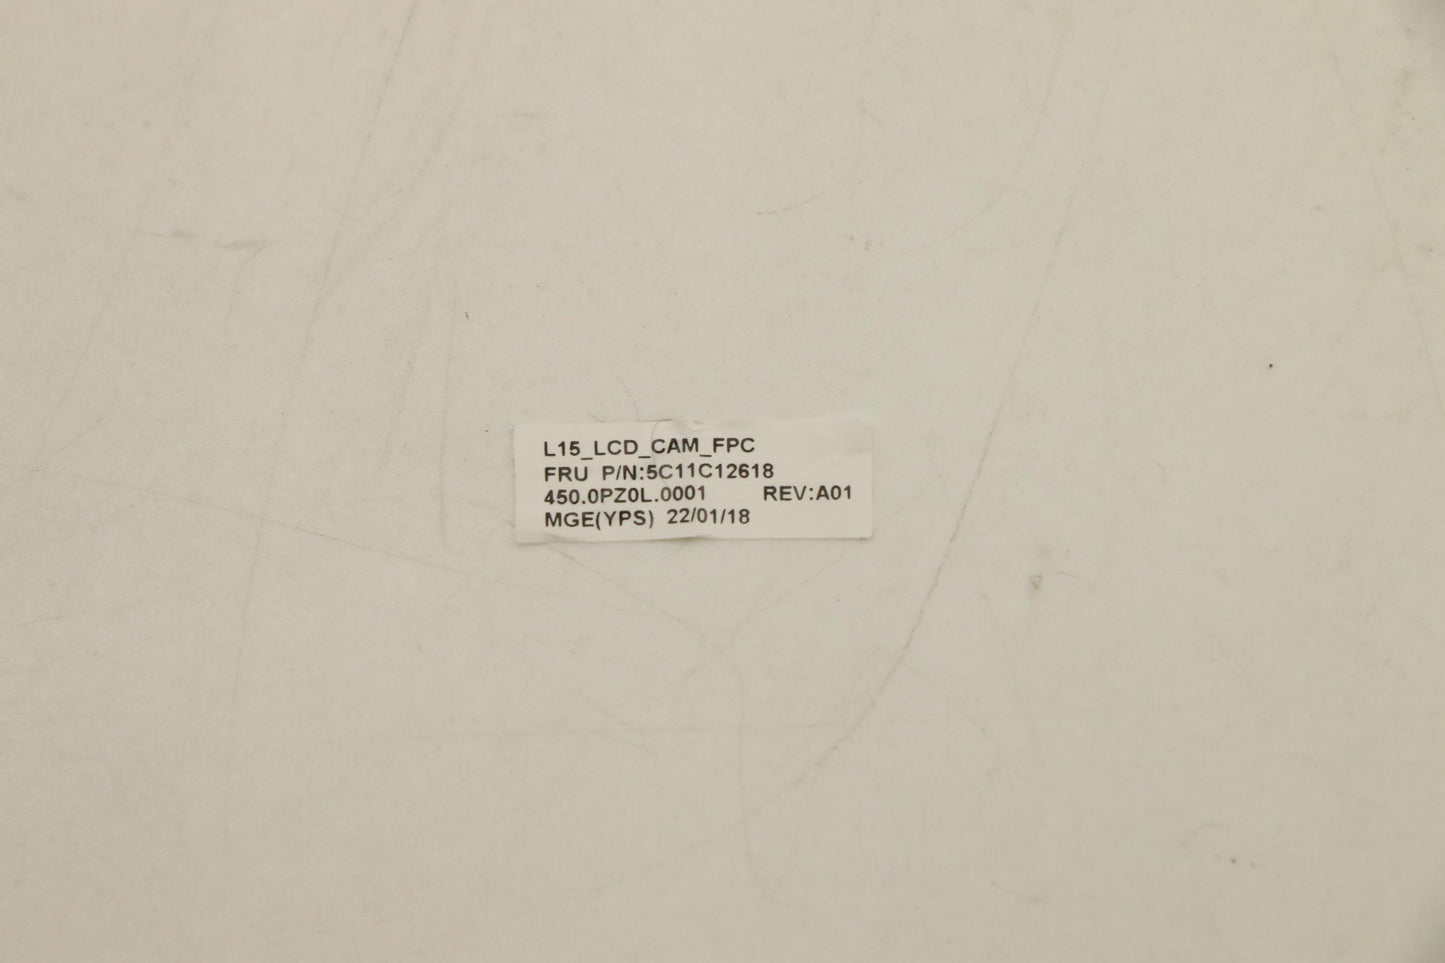 L15_LCD_CAM_FPC
FRU P/N:5C11C12618
450.0PZ0L.0001 REV:A01
MGE(YPS) 22/01/18